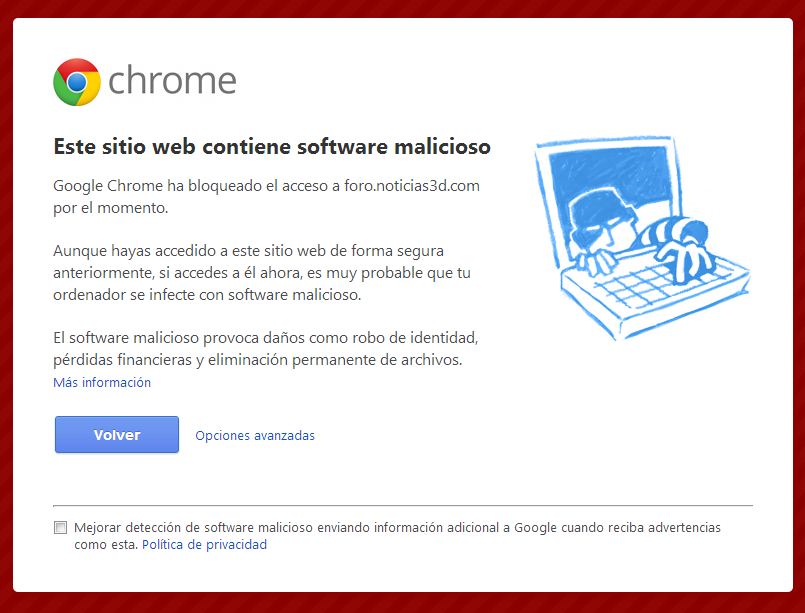 chrome
Este sitio web contiene software malicioso
Google Chrome ha bloqueado el acceso a foro.noticias3d.com
por el momento.
Aunque hayas accedido a este sitio web de forma segura
anteriormente, si accedes a él ahora, es muy probable que tu
ordenador se infecte con software malicioso.
El software malicioso provoca daños como robo de identidad,
pérdidas financieras y eliminación permanente de archivos.
Más información
Volver
Opciones avanzadas
Mejorar detección de software malicioso enviando información adicional a Google cuando reciba advertencias
como esta. Política de privacidad